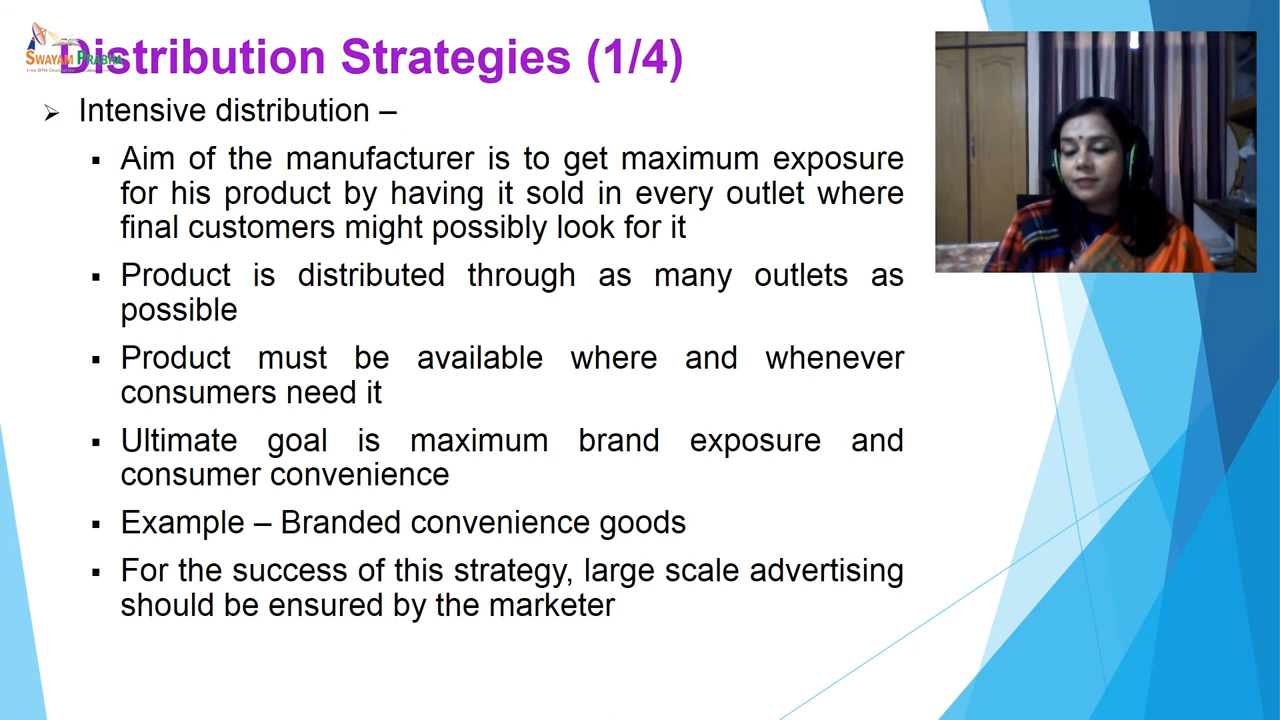 Distribution Strategies (1/4)
SWAYAM PRABHA
➢ Intensive distribution –
▪ Aim of the manufacturer is to get maximum exposure
for his product by having it sold in every outlet where
final customers might possibly look for it
▪ Product is distributed through as many outlets as
possible
▪ Product must be available where and whenever
consumers need it
▪ Ultimate goal is maximum brand exposure and
consumer convenience
▪ Example – Branded convenience goods
▪ For the success of this strategy, large scale advertising
should be ensured by the marketer